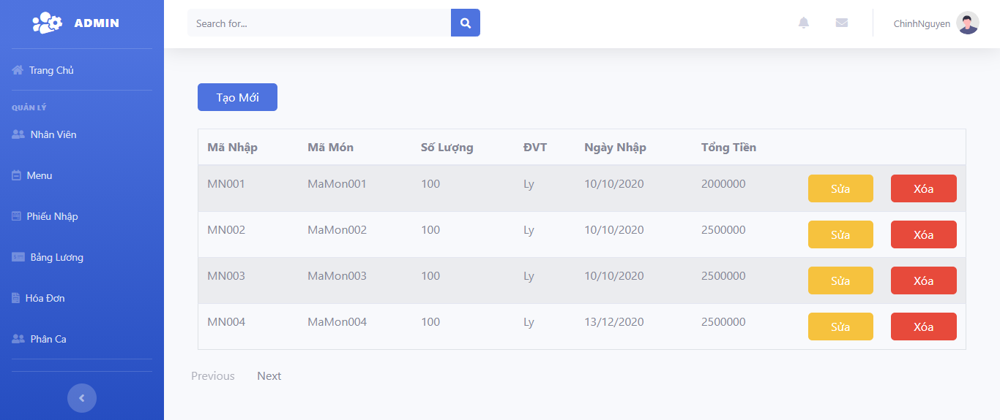 ADMIN
Search for...
ChinhNguyen
Trang Chủ
QUẢN LÝ
Nhân Viên
Menu
Phiếu Nhập
Bảng Lương
Hóa Đơn
Phân Ca
Tạo Mới
Mã Nhập Mã Món Số Lượng ĐVT Ngày Nhập Tổng Tiền
MN001 MaMon001 100 Ly 10/10/2020 2000000 Sửa Xóa
MN002 MaMon002 100 Ly 10/10/2020 2500000 Sửa Xóa
MN003 MaMon003 100 Ly 10/10/2020 2500000 Sửa Xóa
MN004 MaMon004 100 Ly 13/12/2020 2500000 Sửa Xóa
Previous Next